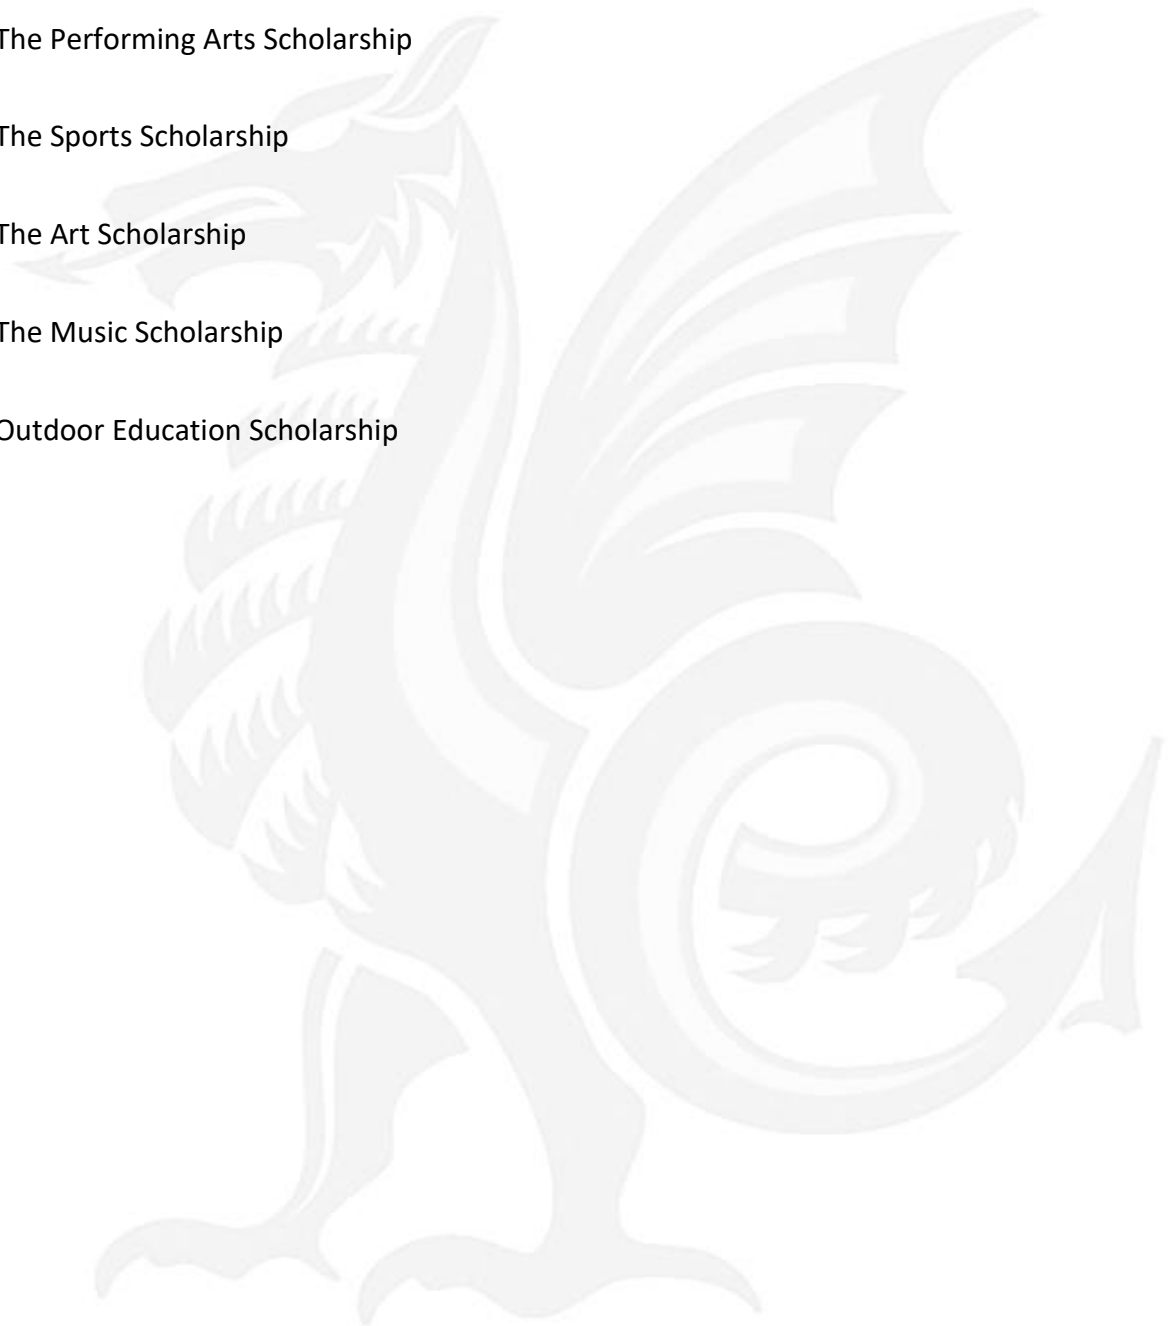 The Performing Arts Scholarship
The Sports Scholarship
The Art Scholarship
The Music Scholarship
Outdoor Education Scholarship